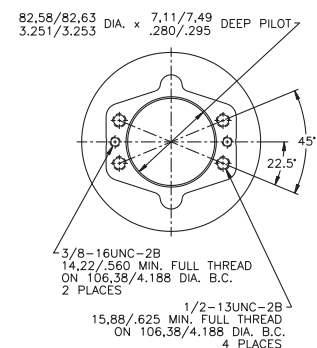 82,58/82,63 DIA. x 7,11/7,49 DEEP PILOT
3.251/3.253 .280/.295
45°
22.5°
3/8-16UNC-2B
14,22/.560 MIN. FULL THREAD
ON 106,38/4.188 DIA. B.C.
2 PLACES
1/2-13UNC-2B
15,88/.625 MIN. FULL THREAD
ON 106,38/4.188 DIA. B.C.
4 PLACES